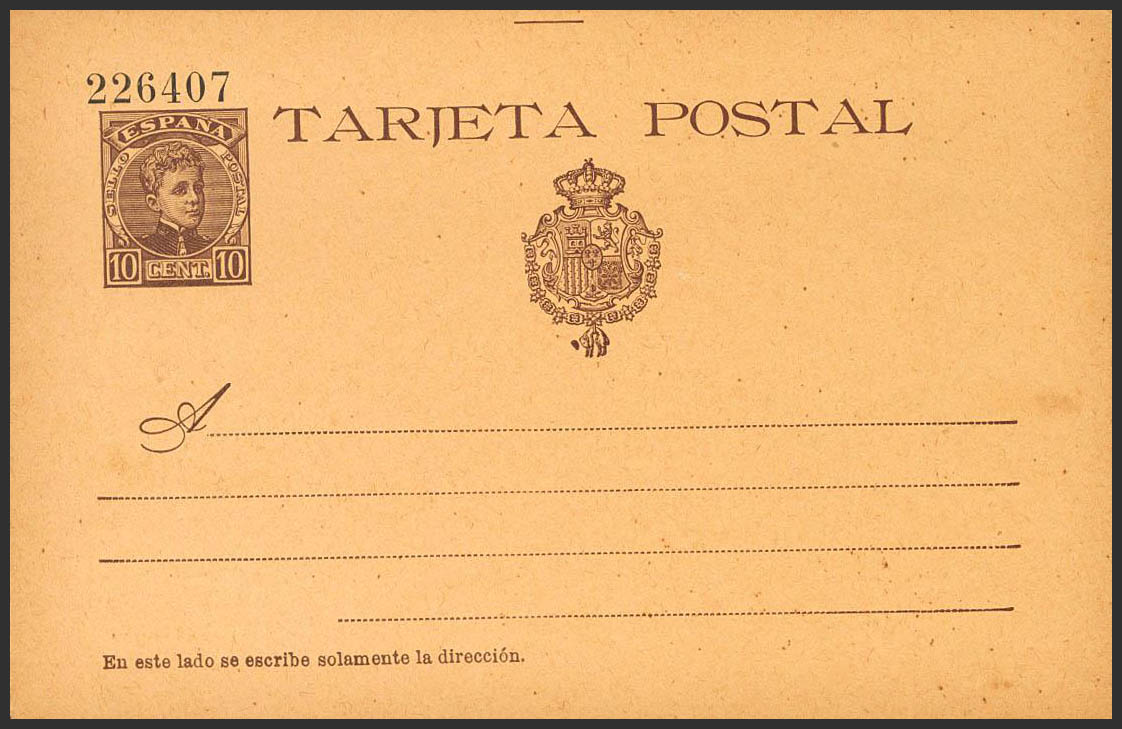 226407
ESPAÑA
SELLO POSTAL
10 CENT. 10
TARJETA POSTAL
A
En este lado se escribe solamente la dirección.